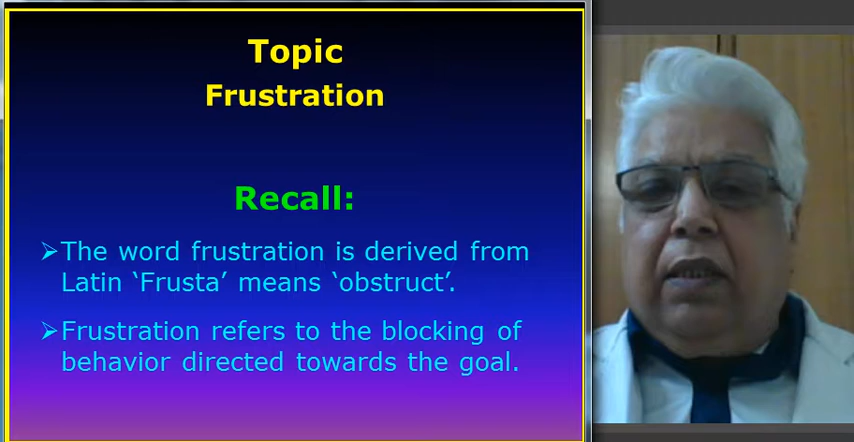 Topic
Frustration
Recall:
➢The word frustration is derived from
Latin ‘Frusta’ means ‘obstruct’.
➢Frustration refers to the blocking of
behavior directed towards the goal.